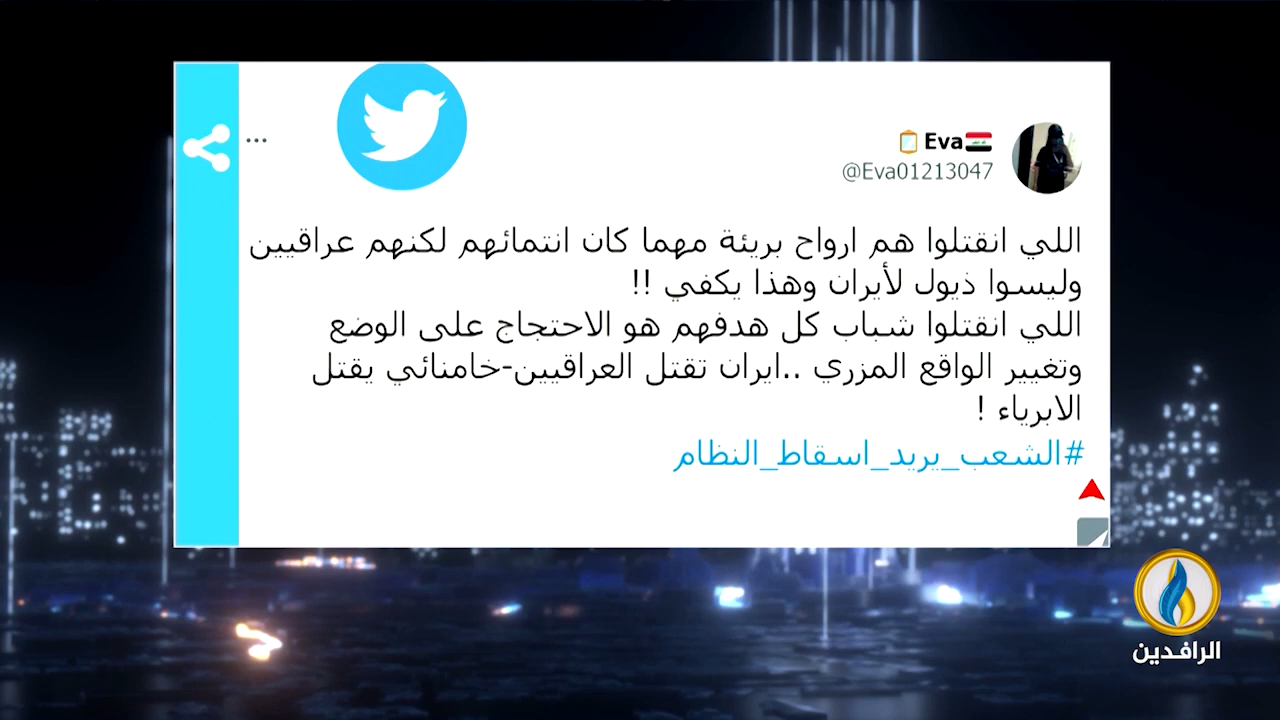 Eva
@Eva01213047
اللي انقتلوا هم ارواح بريئة مهما كان انتمائهم لكنهم عراقيين
وليسوا ذيول لأيران وهذا يكفي !!
اللي انقتلوا شباب كل هدفهم هو الاحتجاج على الوضع
وتغيير الواقع المزري ..ايران تقتل العراقيين-خامنائي يقتل
الابرياء !
#الشعب_يريد_اسقاط_النظام
الرافدين